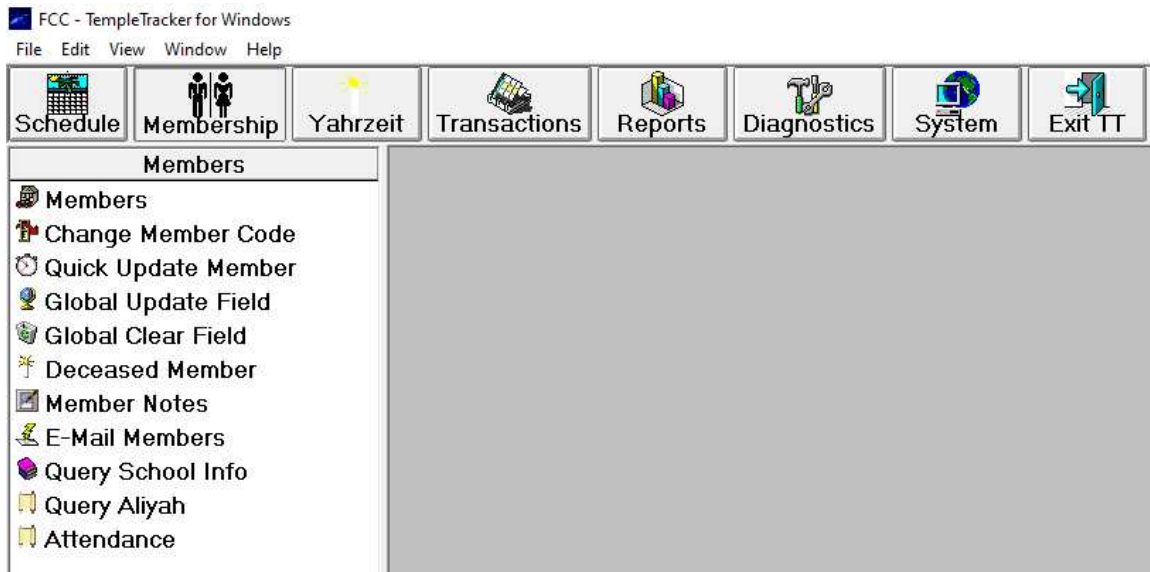 FCC - TempleTracker for Windows
File Edit View Window Help
Schedule Membership Yahrzeit Transactions Reports Diagnostics System Exit TT
Members
Members
Change Member Code
Quick Update Member
Global Update Field
Global Clear Field
Deceased Member
Member Notes
E-Mail Members
Query School Info
Query Aliyah
Attendance